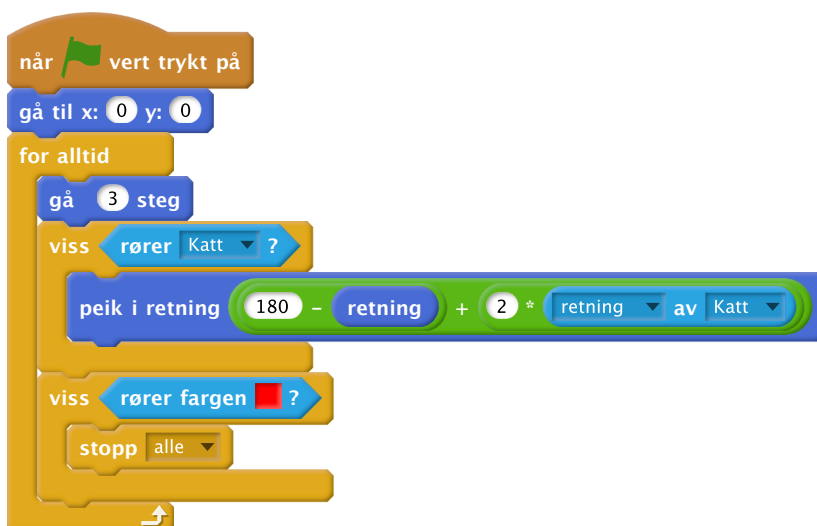 når vert trykt på
gå til x: 0 y: 0
for alltid
gå 3 steg
viss rører Katt ?
peik i retning 180 - retning + 2 * retning av Katt
viss rører fargen ?
stopp alle